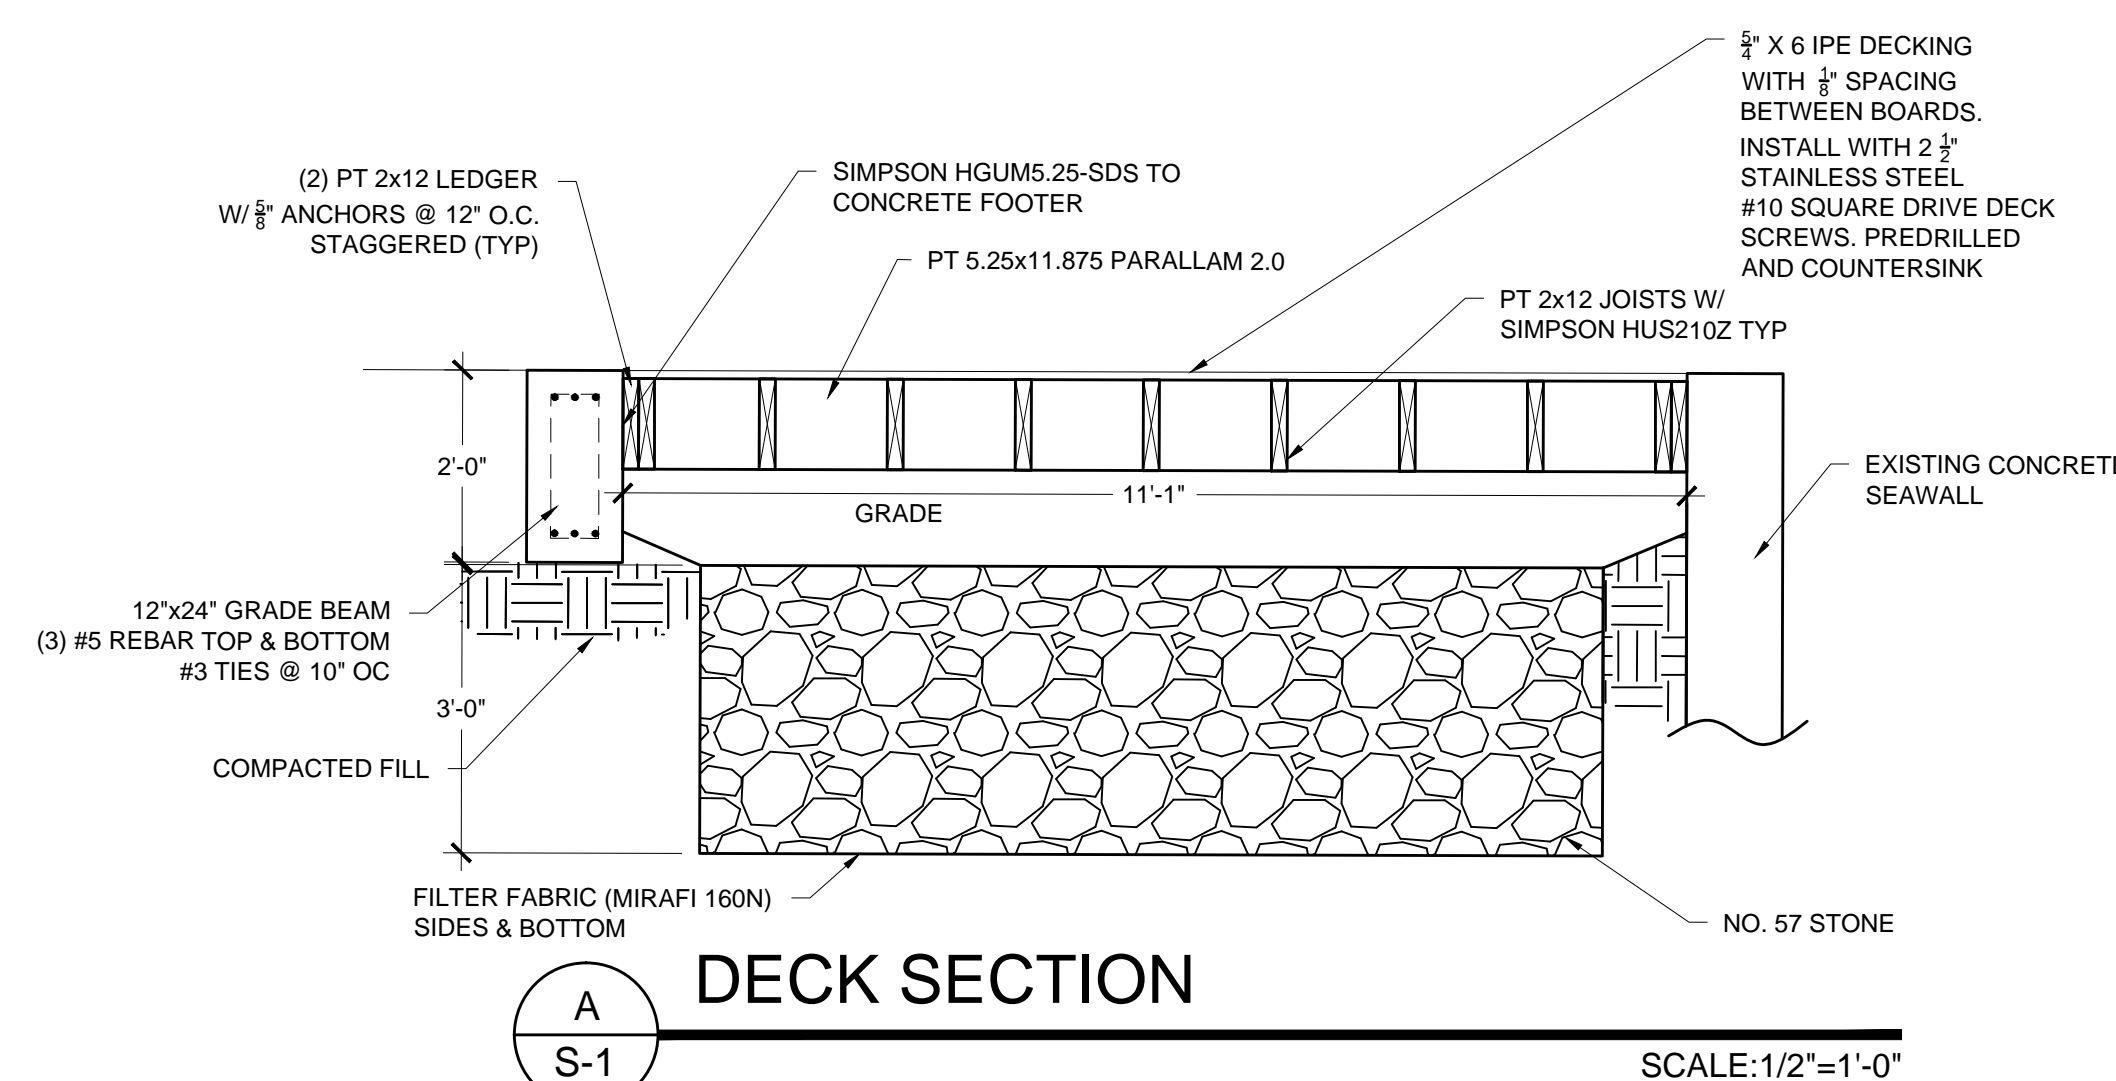 5/4" X 6 IPE DECKING
WITH 1/8" SPACING
BETWEEN BOARDS.
INSTALL WITH 2 1/2"
STAINLESS STEEL
#10 SQUARE DRIVE DECK
SCREWS. PREDRILLED
AND COUNTERSINK
(2) PT 2x12 LEDGER
W/ 5/8" ANCHORS @ 12" O.C.
STAGGERED (TYP)
SIMPSON HGUM5.25-SDS TO
CONCRETE FOOTER
PT 5.25x11.875 PARALLAM 2.0
PT 2x12 JOISTS W/
SIMPSON HUS210Z TYP
2'-0"
11'-1"
GRADE
EXISTING CONCRETE
SEAWALL
12"x24" GRADE BEAM
(3) #5 REBAR TOP & BOTTOM
#3 TIES @ 10" OC
3'-0"
COMPACTED FILL
FILTER FABRIC (MIRAFI 160N)
SIDES & BOTTOM
NO. 57 STONE
A
S-1
DECK SECTION
SCALE:1/2"=1'-0"